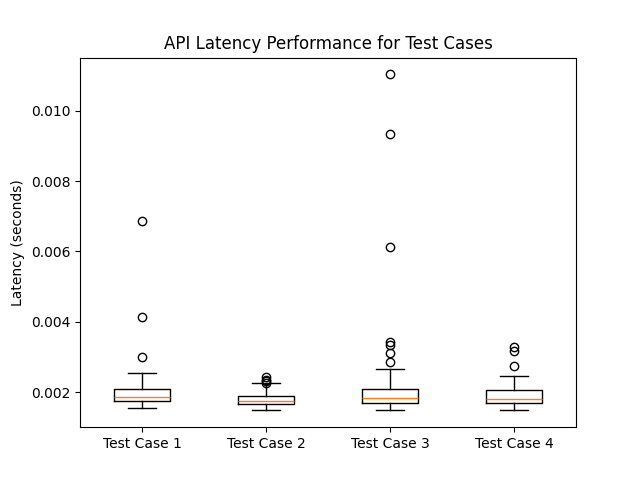 API Latency Performance for Test Cases
Latency (seconds)
0.010
0.008
0.006
0.004
0.002
Test Case 1
Test Case 2
Test Case 3
Test Case 4